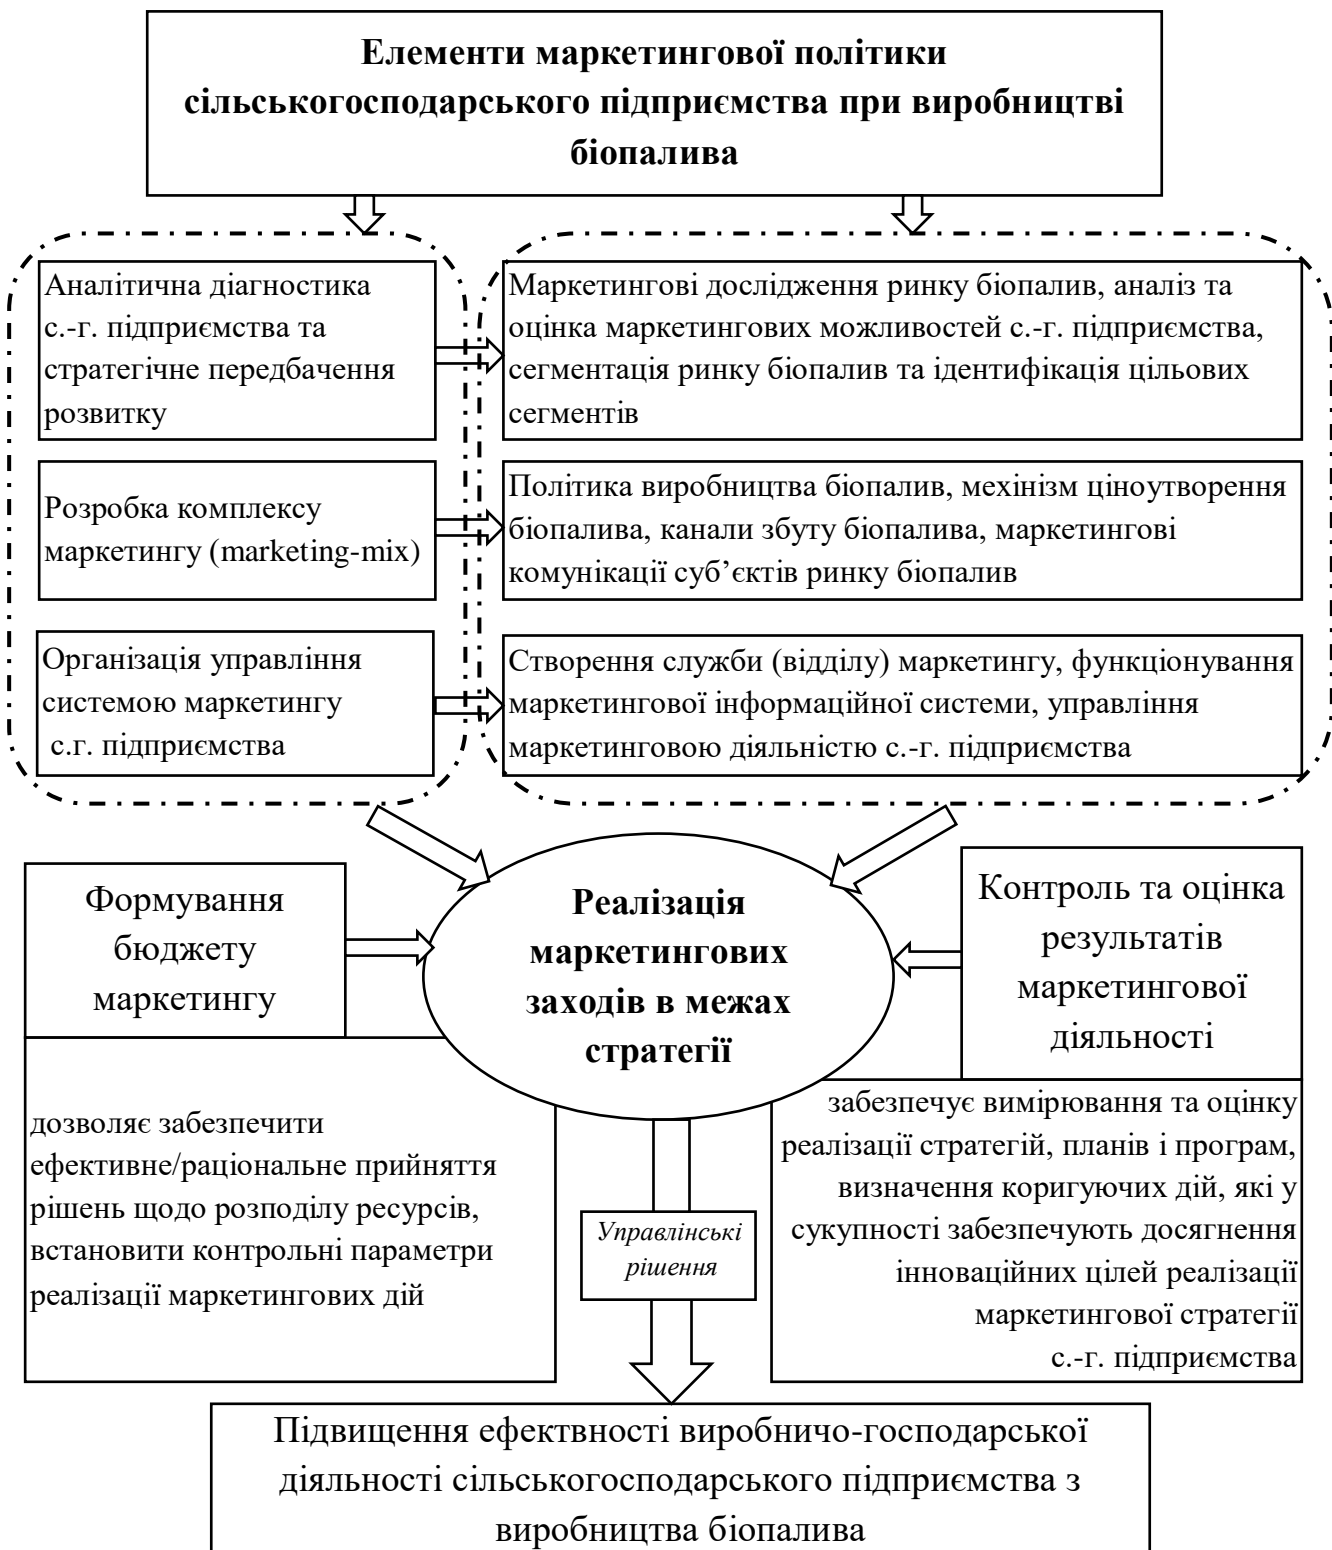 Елементи маркетингової політики
сільськогосподарського підприємства при виробництві
біопалива
Аналітична діагностика
с.-г. підприємства та
стратегічне передбачення
розвитку
Маркетингові дослідження ринку біопалив, аналіз та
оцінка маркетингових можливостей с.-г. підприємства,
сегментація ринку біопалив та ідентифікація цільових
сегментів
Розробка комплексу
маркетингу (marketing-mix)
Політика виробництва біопалив, мехінізм ціноутворення
біопалива, канали збуту біопалива, маркетингові
комунікації суб’єктів ринку біопалив
Організація управління
системою маркетингу
с.г. підприємства
Створення служби (відділу) маркетингу, функціонування
маркетингової інформаційної системи, управління
маркетинговою діяльністю с.-г. підприємства
Формування
бюджету
маркетингу
Реалізація
маркетингових
заходів в межах
стратегії
Контроль та оцінка
результатів
маркетингової
діяльності
дозволяє забезпечити
ефективне/раціональне прийняття
рішень щодо розподілу ресурсів,
встановити контрольні параметри
реалізації маркетингових дій
Управлінські
рішення
забезпечує вимірювання та оцінку
реалізації стратегій, планів і програм,
визначення коригуючих дій, які у
сукупності забезпечують досягнення
інноваційних цілей реалізації
маркетингової стратегії
с.-г. підприємства
Підвищення ефектвності виробничо-господарської
діяльності сільськогосподарського підприємства з
виробництва біопалива